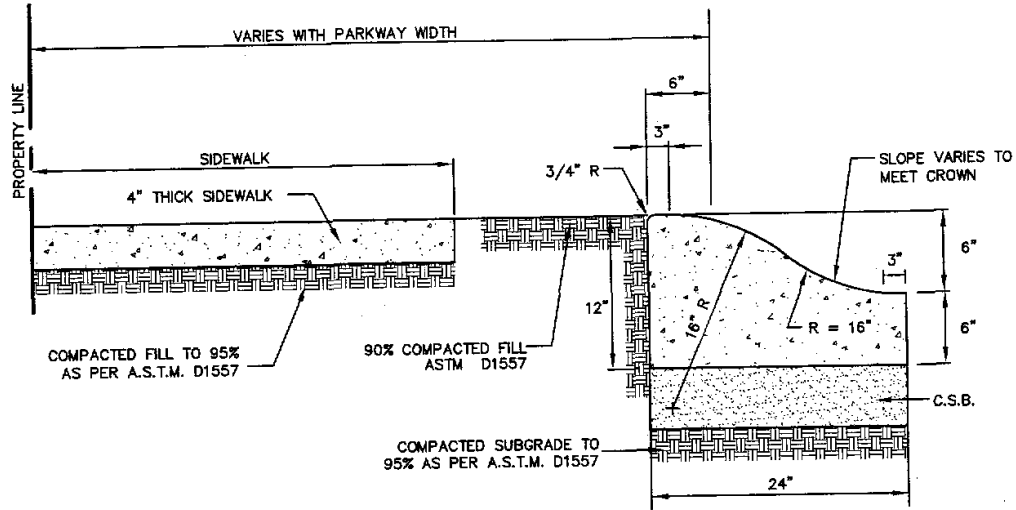 VARIES WITH PARKWAY WIDTH
6"
PROPERTY LINE
3"
SIDEWALK
3/4" R
SLOPE VARIES TO
MEET CROWN
4" THICK SIDEWALK
6"
3"
12"
16" R
R = 16"
6"
COMPACTED FILL TO 95%
AS PER A.S.T.M. D1557
90% COMPACTED FILL
ASTM D1557
C.S.B.
COMPACTED SUBGRADE TO
95% AS PER A.S.T.M. D1557
24"